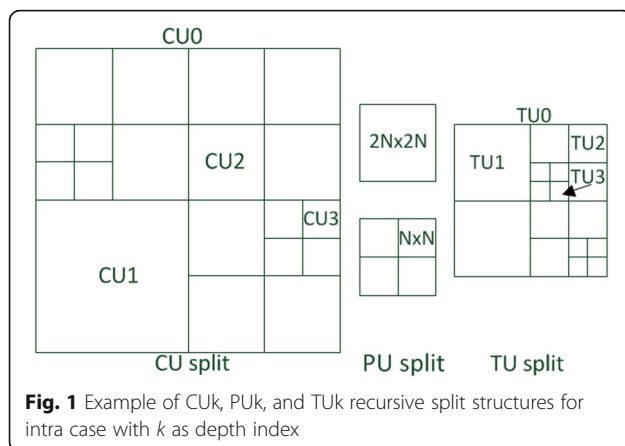 CU0
CU2
CU3
CU1
CU split
2Nx2N
NxN
PU split
TU0
TU1
TU2
TU3
TU split
Fig. 1 Example of CUk, PUk, and TUk recursive split structures for
intra case with k as depth index